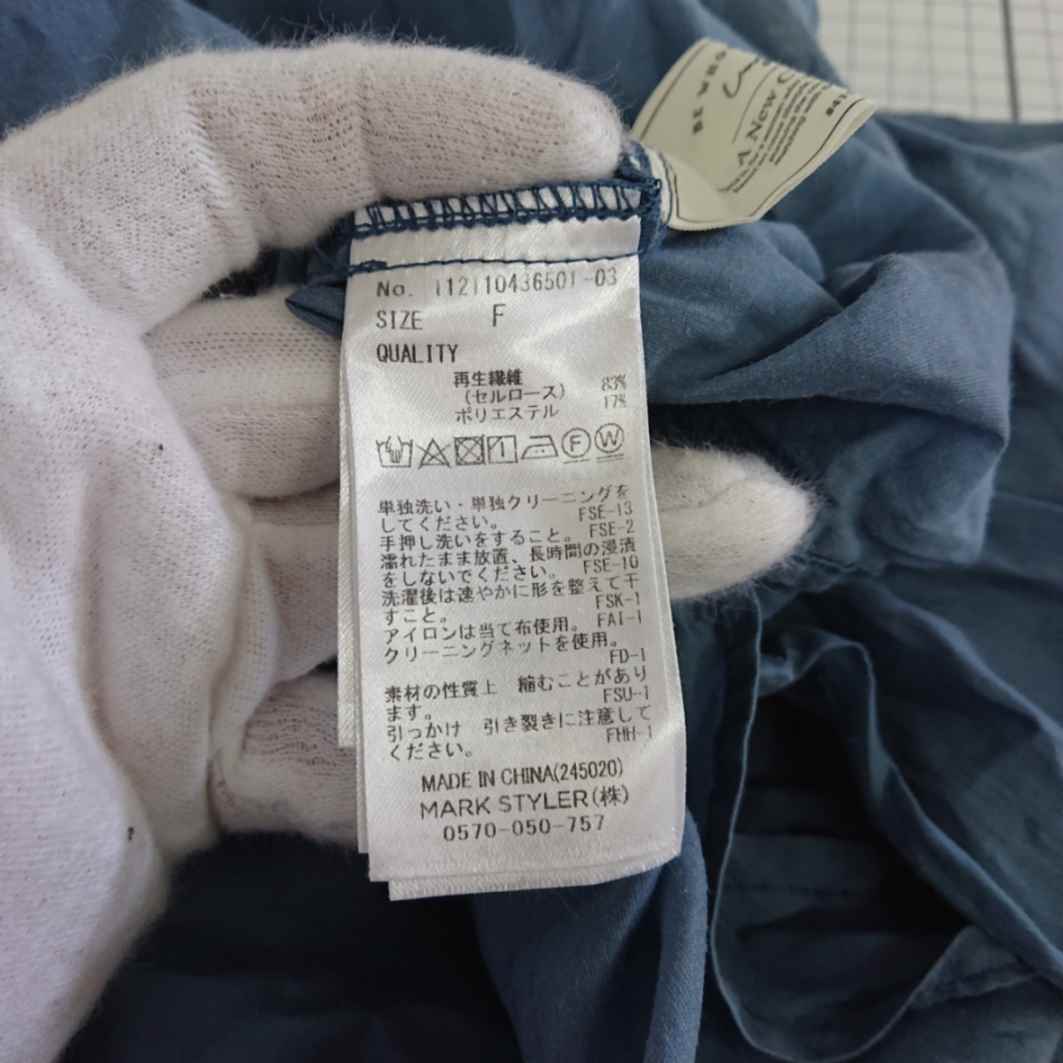 No. 112110436501-03
SIZE F
QUALITY
再生繊維
(セルロース) 83%
ポリエステル 17%
F W
単独洗い・単独クリーニングを
してください。 FSE-13
手押し洗いをすること。 FSE-2
濡れたまま放置、長時間の浸漬
をしないでください。 FSE-10
洗濯後は速やかに形を整えて干
すこと。 FSK-1
アイロンは当て布使用。 FAI-1
クリーニングネットを使用。
FD-1
素材の性質上 縮むことがあり
ます。 FSU-1
引っかけ 引き裂きに注意して
ください。 FHH-1
MADE IN CHINA(245020)
MARK STYLER(株)
0570-050-757
A New